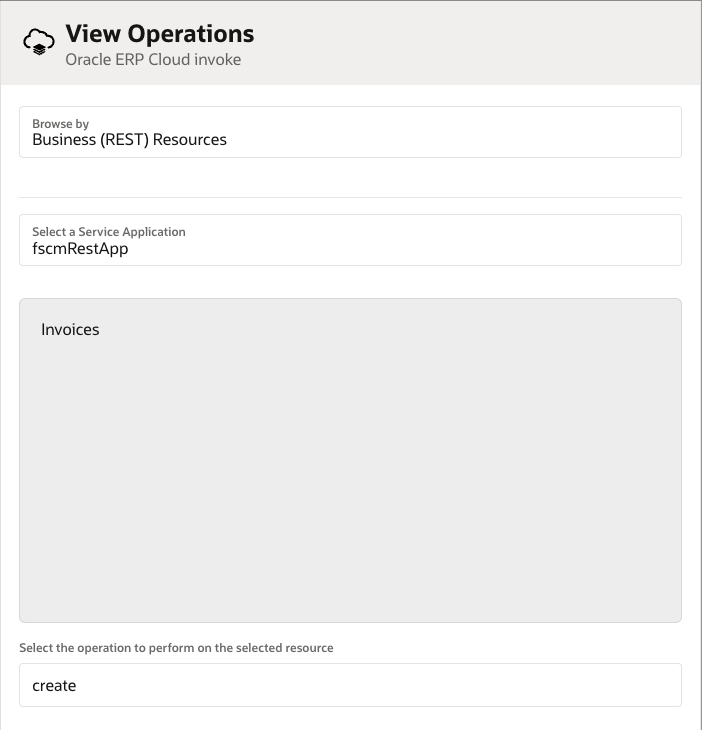 View Operations
Oracle ERP Cloud invoke
Browse by
Business (REST) Resources
Select a Service Application
fscmRestApp
Invoices
Select the operation to perform on the selected resource
create